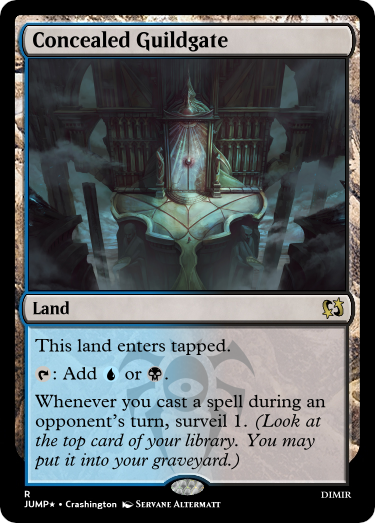 Concealed Guildgate
Land
This land enters tapped.
: Add or .
Whenever you cast a spell during an
opponent's turn, surveil 1. (Look at
the top card of your library. You may
put it into your graveyard.)
R
DIMIR
JUMP★ • Crashington SERVANE ALTERMATT